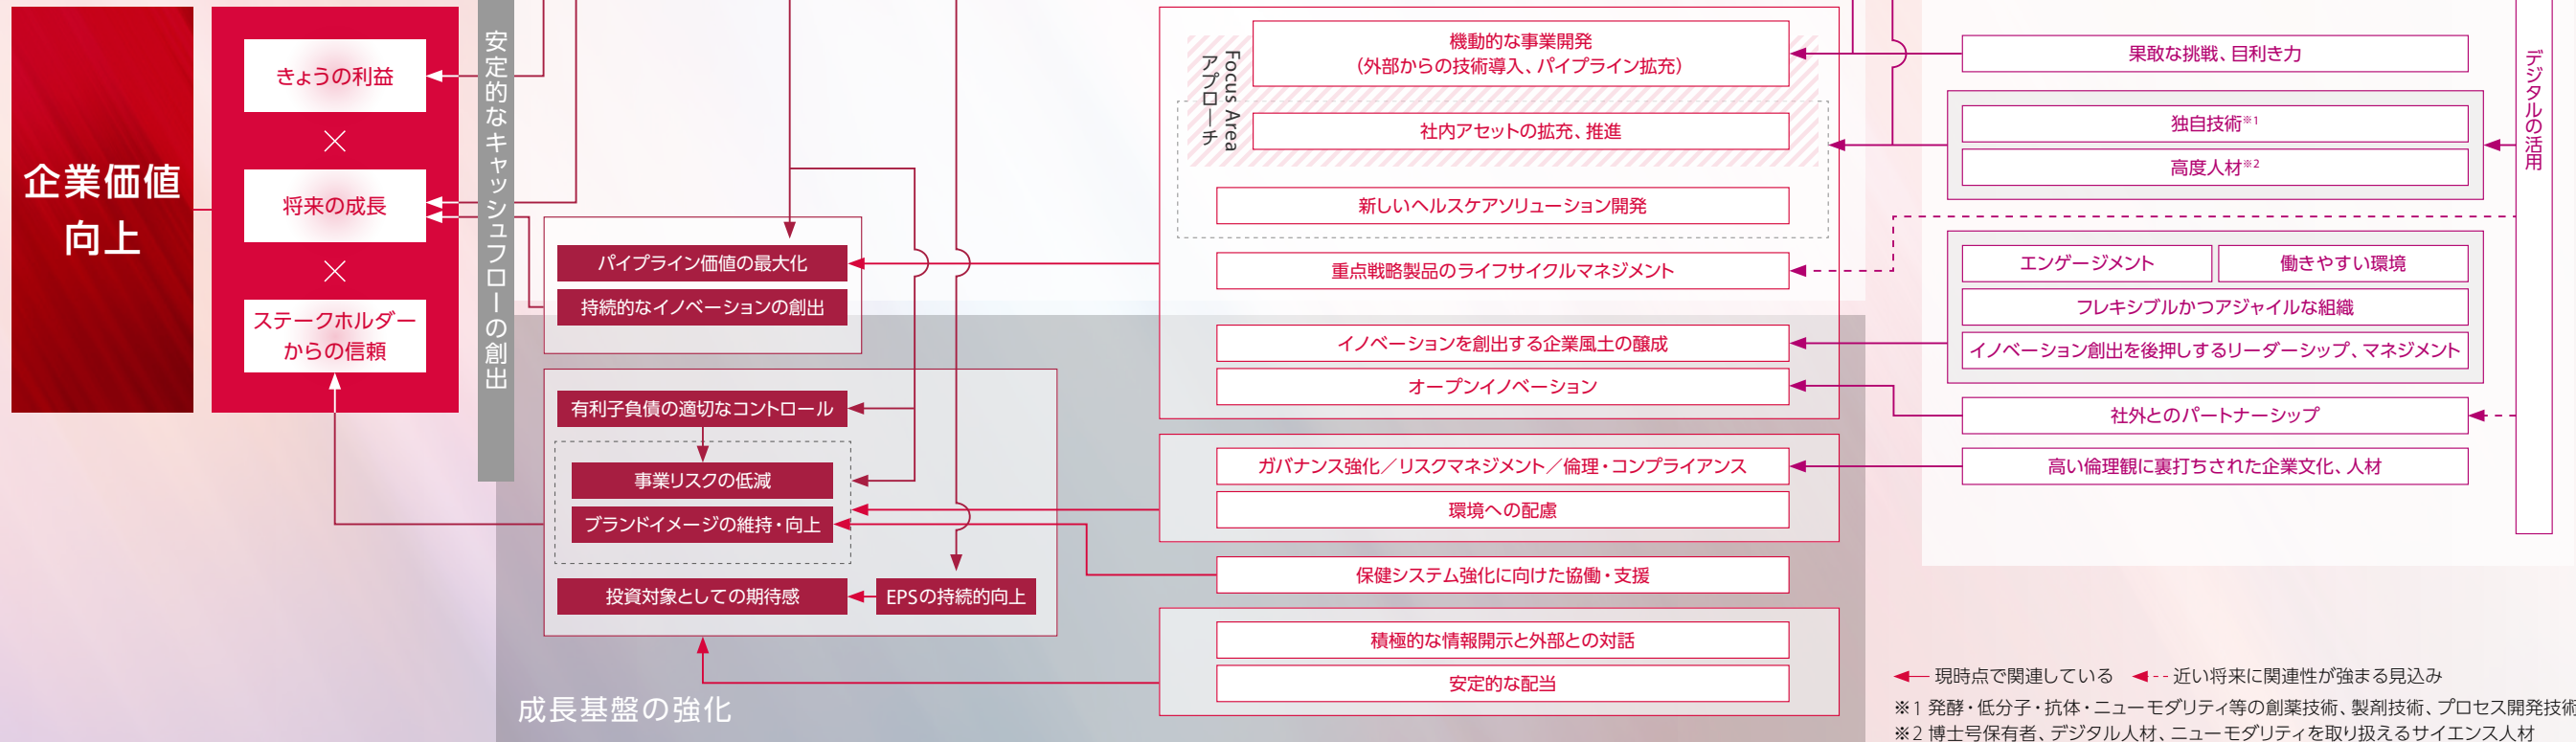 企業価値
向上
きょうの利益
×
将来の成長
×
ステークホルダー
からの信頼
安定的なキャッシュフローの創出
パイプライン価値の最大化
持続的なイノベーションの創出
有利子負債の適切なコントロール
事業リスクの低減
ブランドイメージの維持・向上
投資対象としての期待感
EPSの持続的向上
成長基盤の強化
Focus Area
アプローチ
機動的な事業開発
（外部からの技術導入、パイプライン拡充）
社内アセットの拡充、推進
新しいヘルスケアソリューション開発
重点戦略製品のライフサイクルマネジメント
イノベーションを創出する企業風土の醸成
オープンイノベーション
ガバナンス強化／リスクマネジメント／倫理・コンプライアンス
環境への配慮
保健システム強化に向けた協働・支援
積極的な情報開示と外部との対話
安定的な配当
果敢な挑戦、目利き力
独自技術※1
高度人材※2
エンゲージメント
働きやすい環境
フレキシブルかつアジャイルな組織
イノベーション創出を後押しするリーダーシップ、マネジメント
社外とのパートナーシップ
高い倫理観に裏打ちされた企業文化、人材
デジタルの活用
現時点で関連している 近い将来に関連性が強まる見込み
※1 発酵・低分子・抗体・ニューモダリティ等の創薬技術、製剤技術、プロセス開発技術
※2 博士号保有者、デジタル人材、ニューモダリティを取り扱えるサイエンス人材